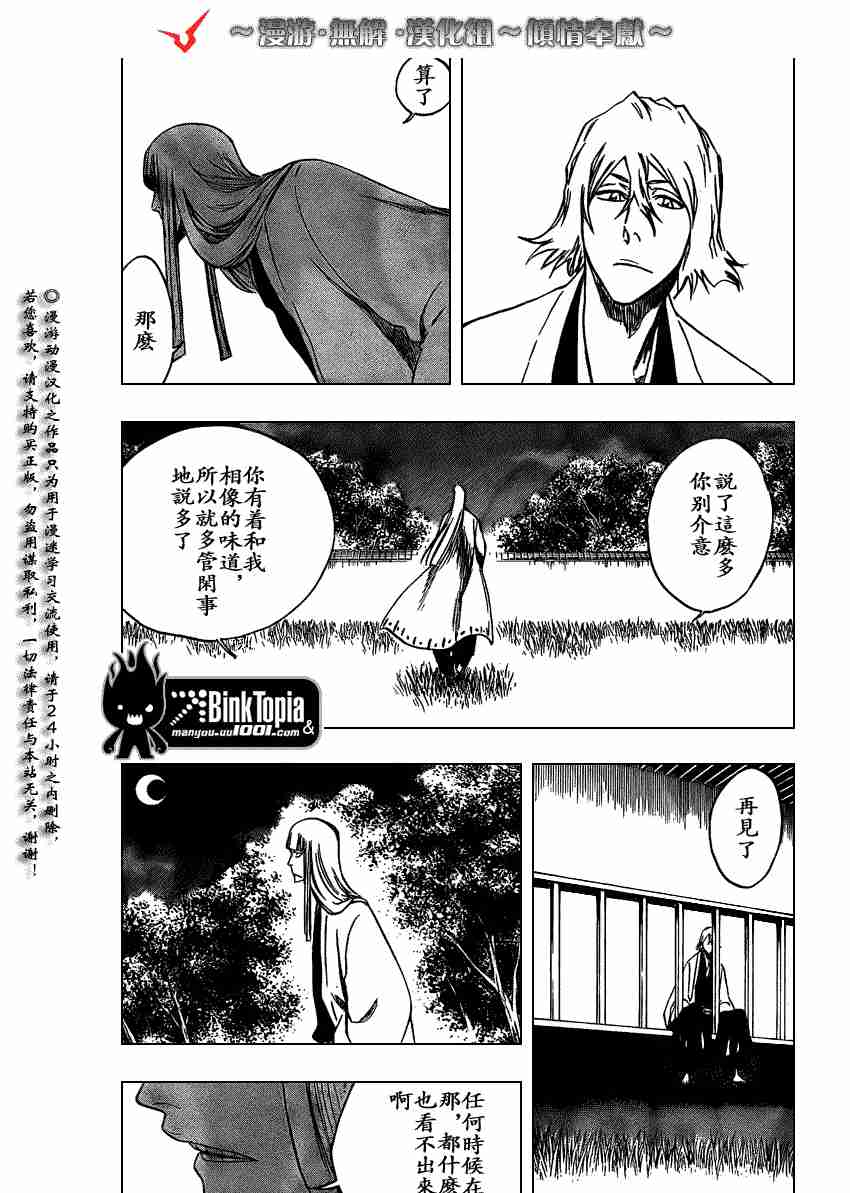 ～漫游·無解·漢化組～傾情奉獻～
算了
那麽
說了這麽多
你别介意
你有着和我
相像的味道，
所以就多管閑事
地説多了
BinkTopia
manyou-uu1001.com
&
再見了
任何時候在
那，都什麽
也看不出來
啊
◎漫游动漫汉化之作品只为用于漫迷学习交流使用，请于24小时之内删除，
若您喜欢，请支持购买正版，勿盗用谋取私利，一切法律责任与本站无关，谢谢！